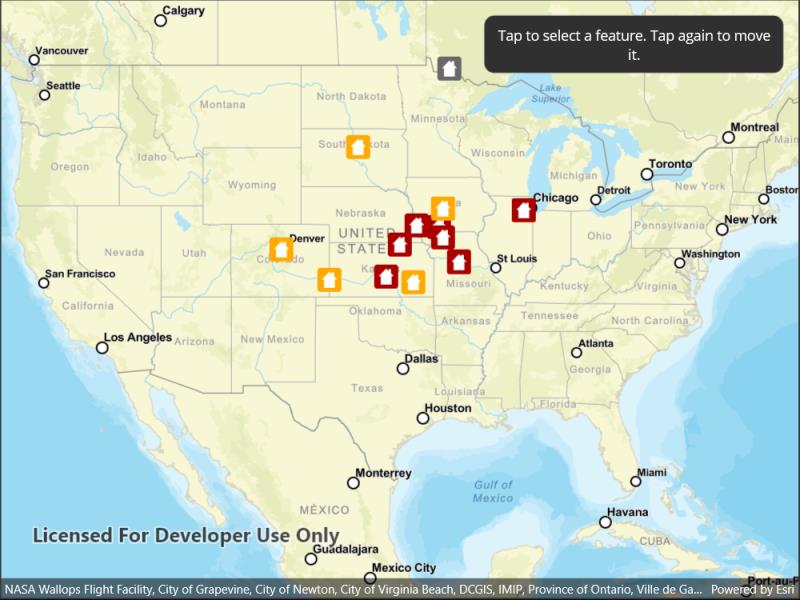 Calgary
Tap to select a feature. Tap again to move
it.
Vancouver
Seattle
Lake
Superior
North Dakota
Montana
Minnesota
Montreal
South
ota
Wisconsin
Toronto
Oregon
Idaho
Michigan
Wyoming
Detroit
New York
Boston
Chicago
Nebraska
UNITED
STATE
New York
Pennsylvania
Denver
Ohio
Nevada
Utah
Washington
St Louis
San Francisco
Missouri
Kentucky
Virginia
California
Oklahoma
Tennessee
North Carolina
Arkansas
Los Angeles
Arizona
New Mexico
Atlanta
Dallas
Georgia
Texas
Louisiana
Houston
Florida
Monterrey
Miami
Gulf of
Mexico
MÉXICO
Havana
Licensed For Developer Use Only
CUBA
Guadalajara
Mexico City
Port-au-P
NASA Wallops Flight Facility, City of Grapevine, City of Newton, City of Virginia Beach, DCGIS, IMIP, Province of Ontario, Ville de Ga... Powered by Esri